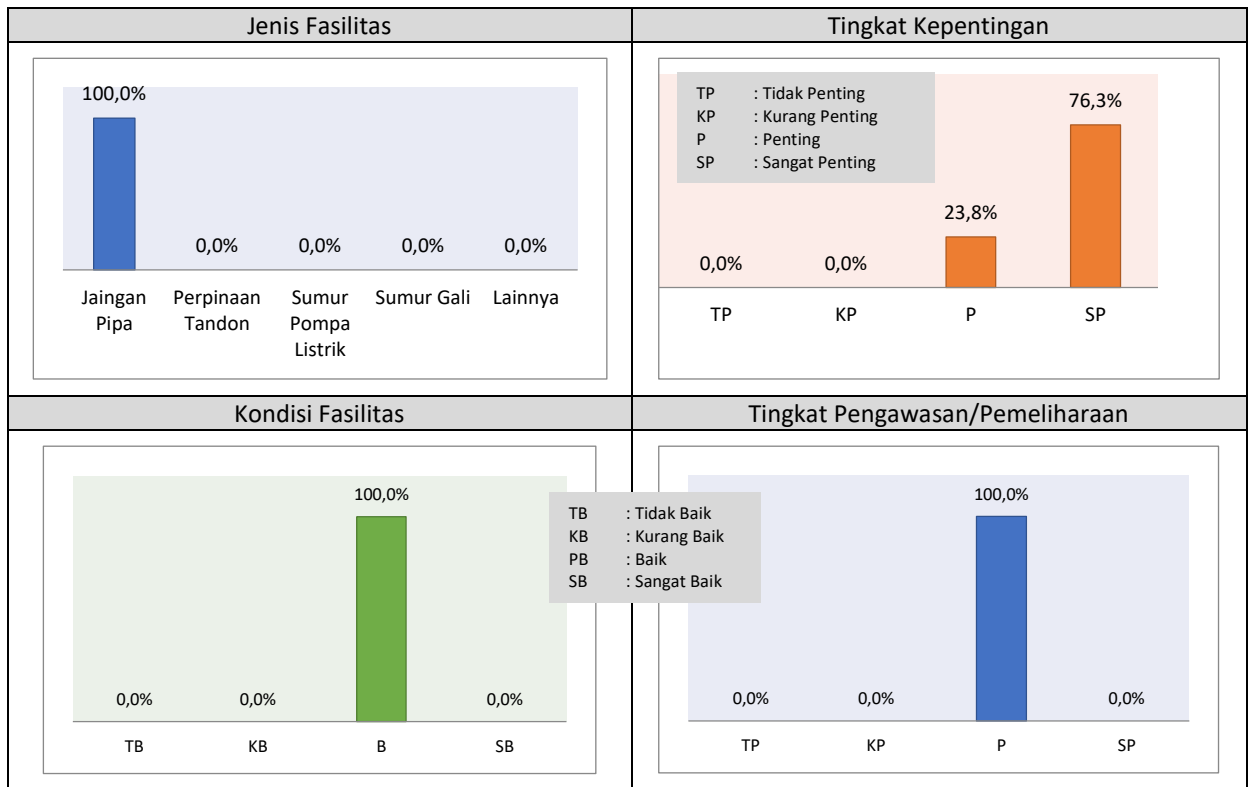 Jenis Fasilitas
Tingkat Kepentingan
100,0%
0,0% 0,0% 0,0% 0,0%
Jaingan Perpinaan Sumur Sumur Gali Lainnya
Pipa Tandon Pompa
Listrik
TP : Tidak Penting
KP : Kurang Penting
P : Penting
SP : Sangat Penting
76,3%
23,8%
0,0% 0,0%
TP KP P SP
Kondisi Fasilitas
Tingkat Pengawasan/Pemeliharaan
100,0%
0,0% 0,0% 0,0%
TB KB B SB
TB : Tidak Baik
KB : Kurang Baik
PB : Baik
SB : Sangat Baik
100,0%
0,0% 0,0% 0,0%
TP KP P SP